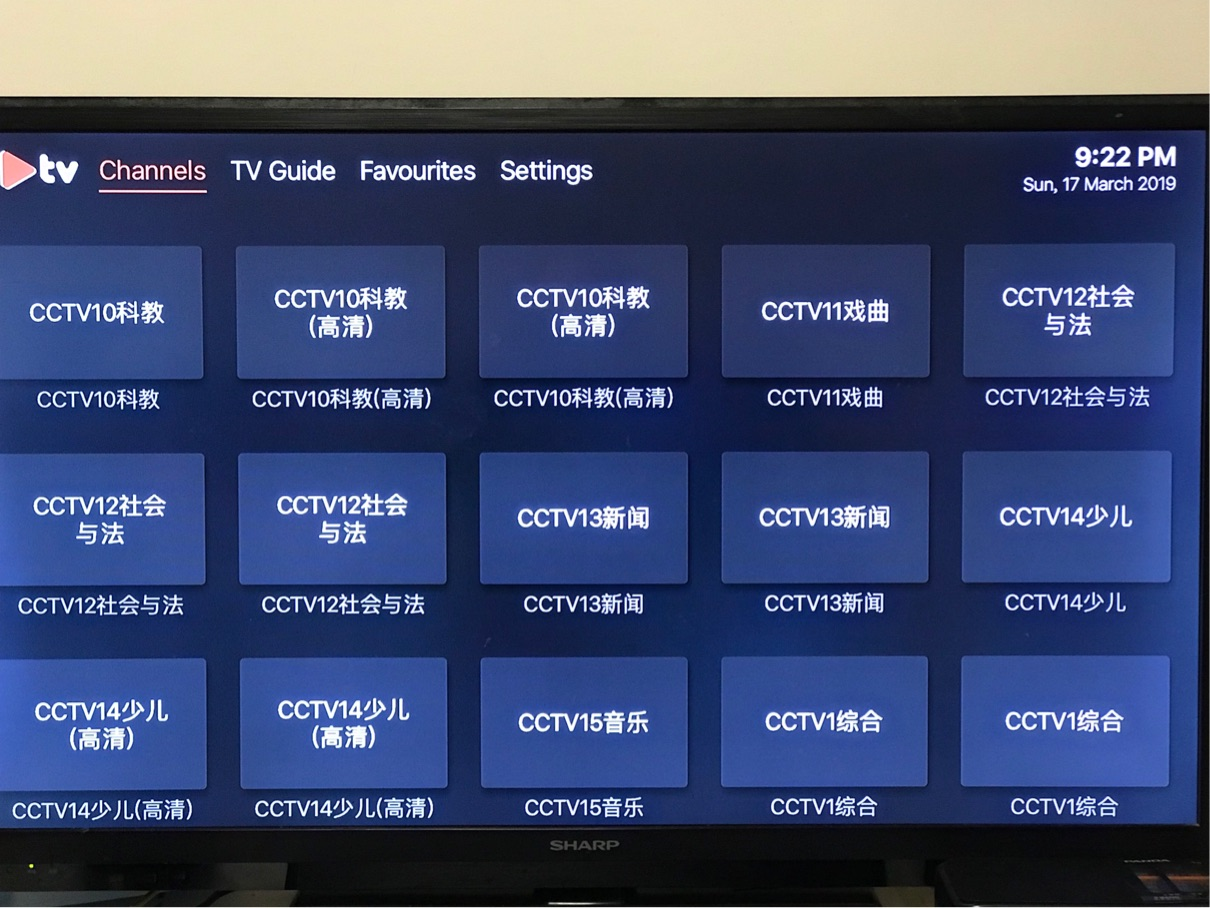 tv Channels TV Guide Favourites Settings
9:22 PM
Sun, 17 March 2019
CCTV10科教
CCTV10科教
(高清)
CCTV10科教
(高清)
CCTV11戏曲
CCTV12社会
与法
CCTV10科教
CCTV10科教(高清)
CCTV10科教(高清)
CCTV11戏曲
CCTV12社会与法
CCTV12社会
与法
CCTV12社会
与法
CCTV13新闻
CCTV13新闻
CCTV14少儿
CCTV12社会与法
CCTV12社会与法
CCTV13新闻
CCTV13新闻
CCTV14少儿
CCTV14少儿
(高清)
CCTV14少儿
(高清)
CCTV15音乐
CCTV1综合
CCTV1综合
CCTV14少儿(高清)
CCTV14少儿(高清)
CCTV15音乐
CCTV1综合
CCTV1综合
SHARP